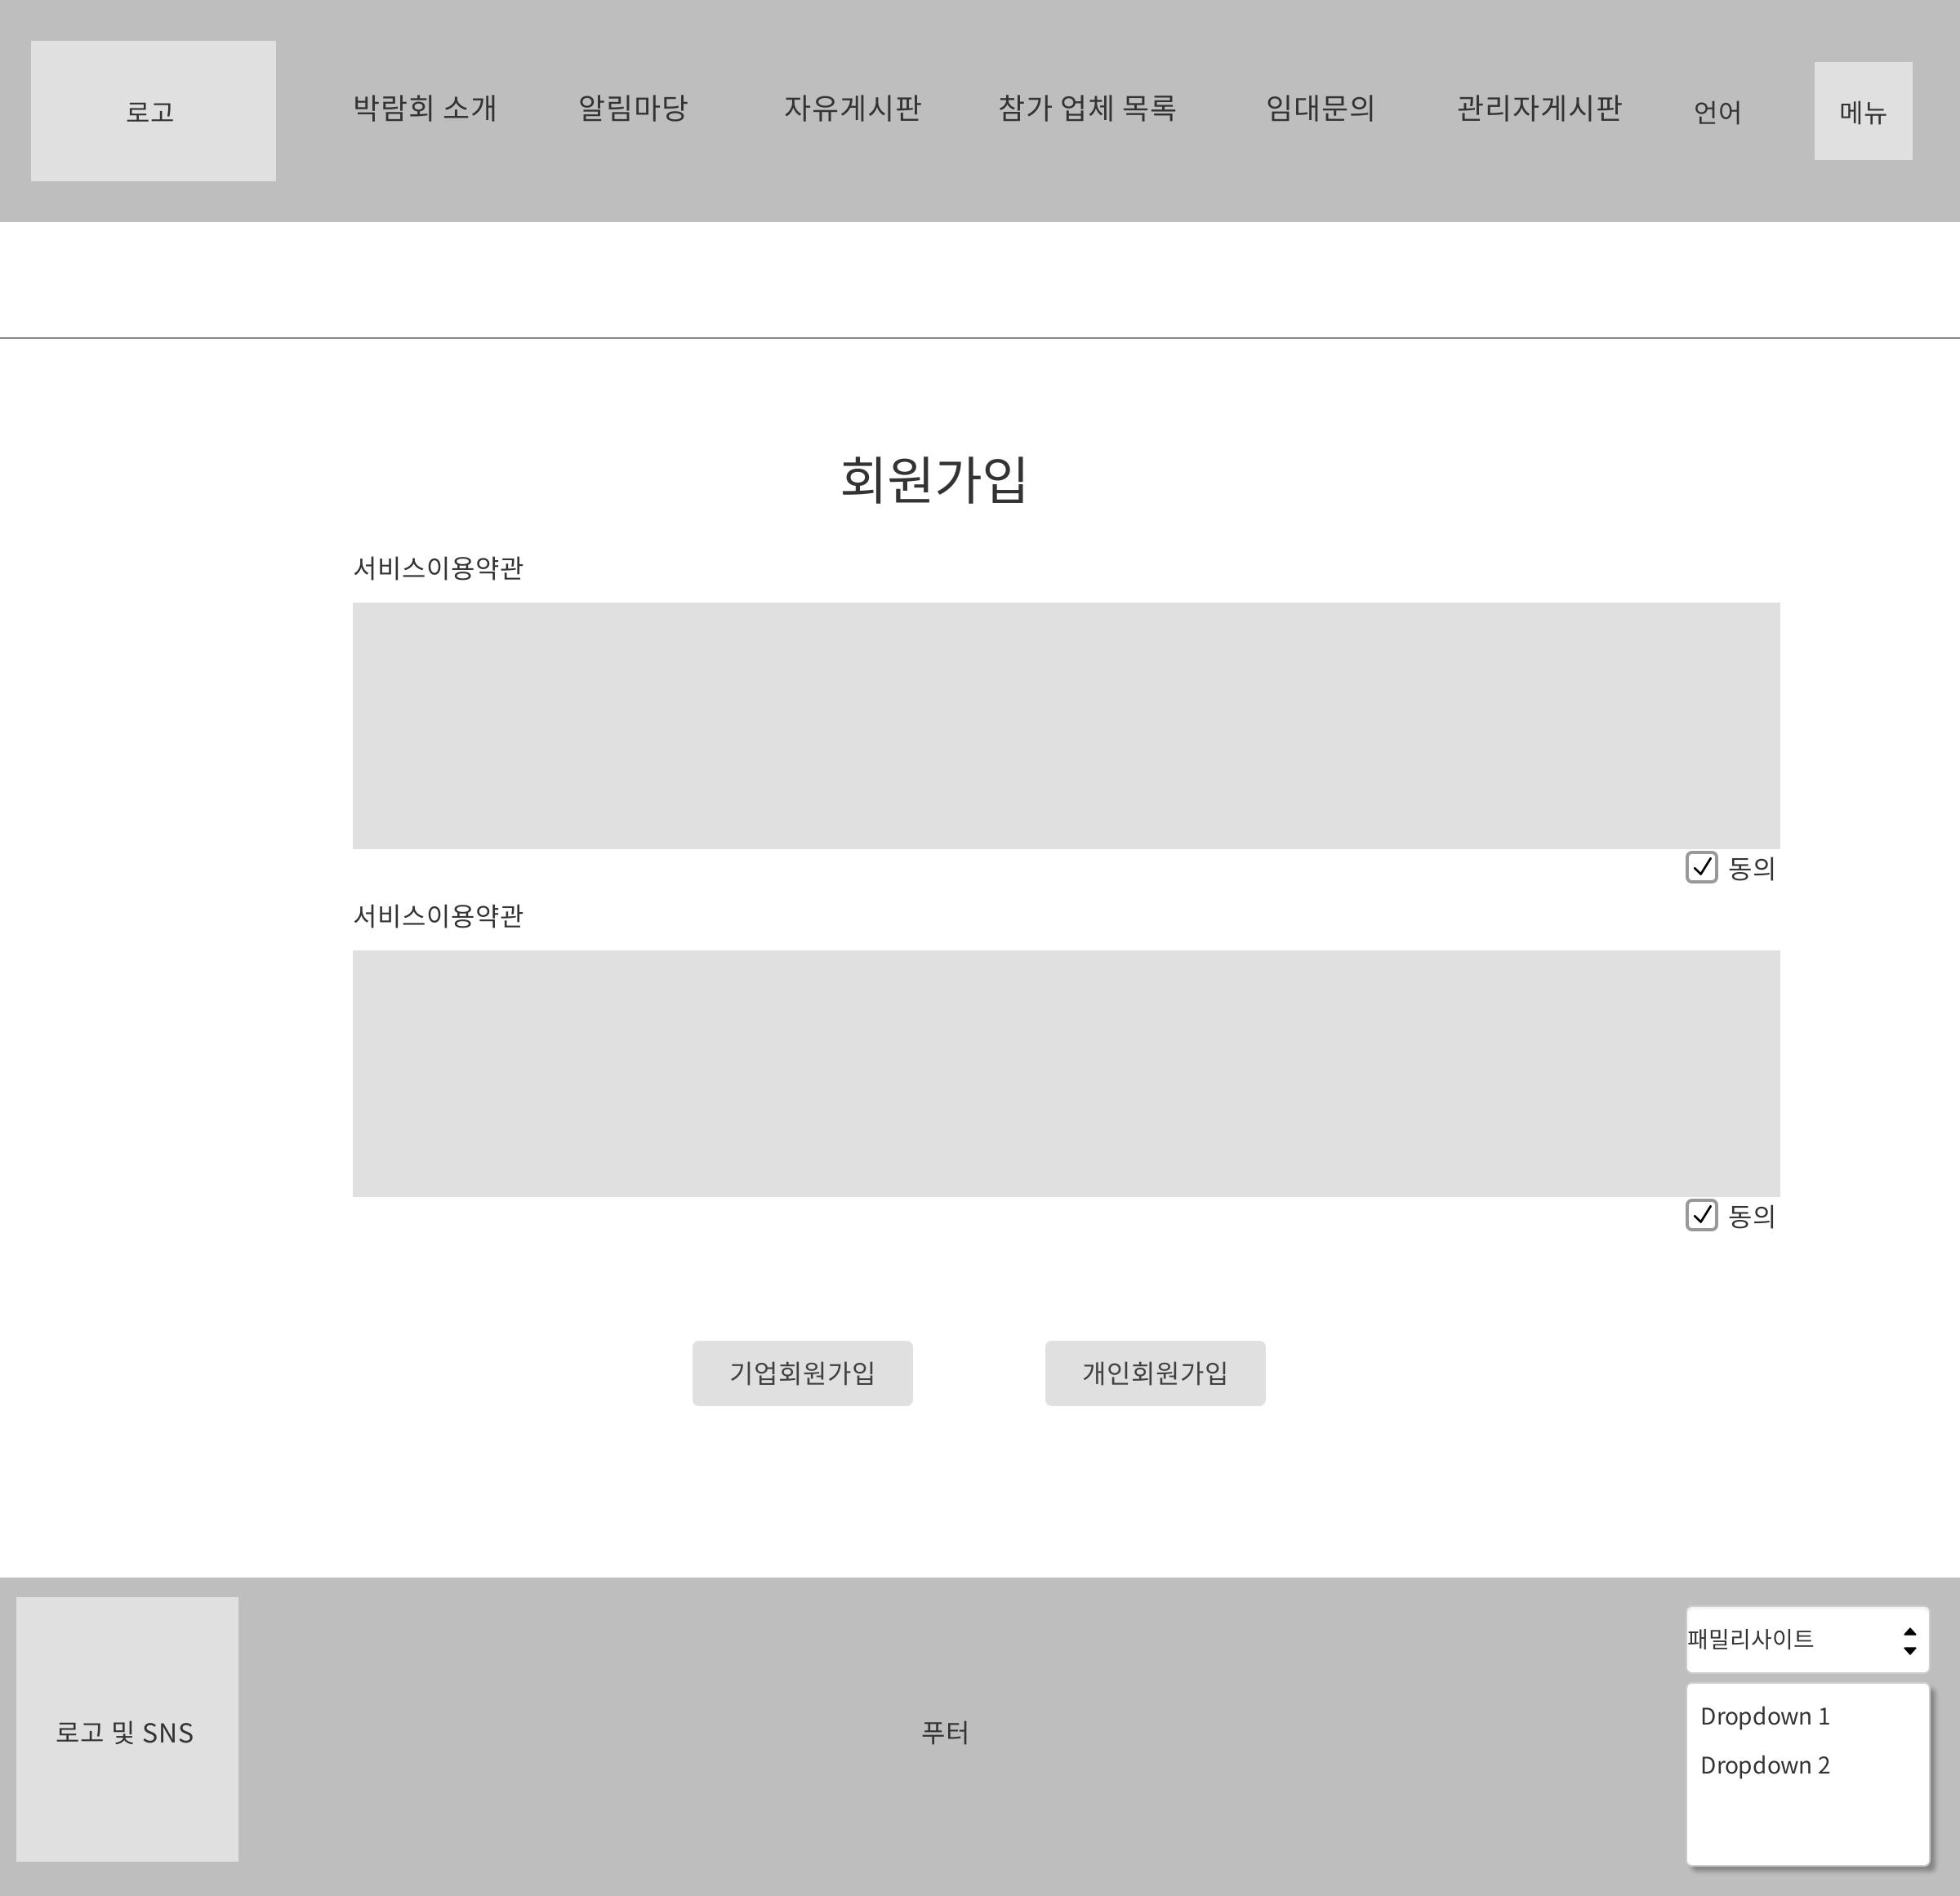 로고
박람회 소개
알림마당
자유게시판
참가 업체 목록
임대문의
관리자게시판
언어
메뉴
회원가입
서비스이용약관
동의
서비스이용약관
동의
기업회원가입
개인회원가입
로고 및 SNS
푸터
패밀리사이트
Dropdown 1
Dropdown 2